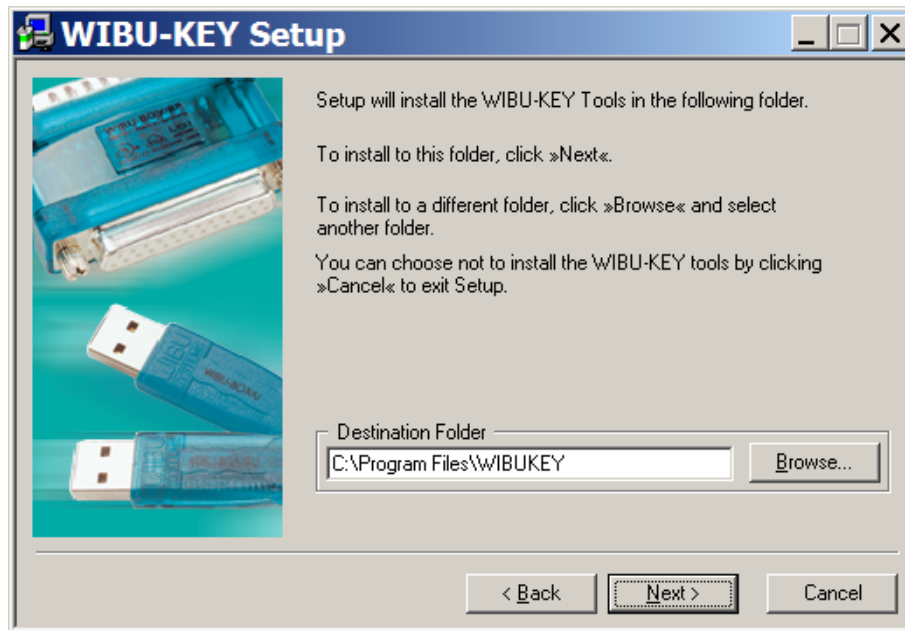 WIBU-KEY Setup
Setup will install the WIBU-KEY Tools in the following folder.
To install to this folder, click »Next«.
To install to a different folder, click »Browse« and select
another folder.
You can choose not to install the WIBU-KEY tools by clicking
»Cancel« to exit Setup.
WIBU-BOX/U
Destination Folder
C:\Program Files\WIBUKEY
Browse...
< Back
Next >
Cancel